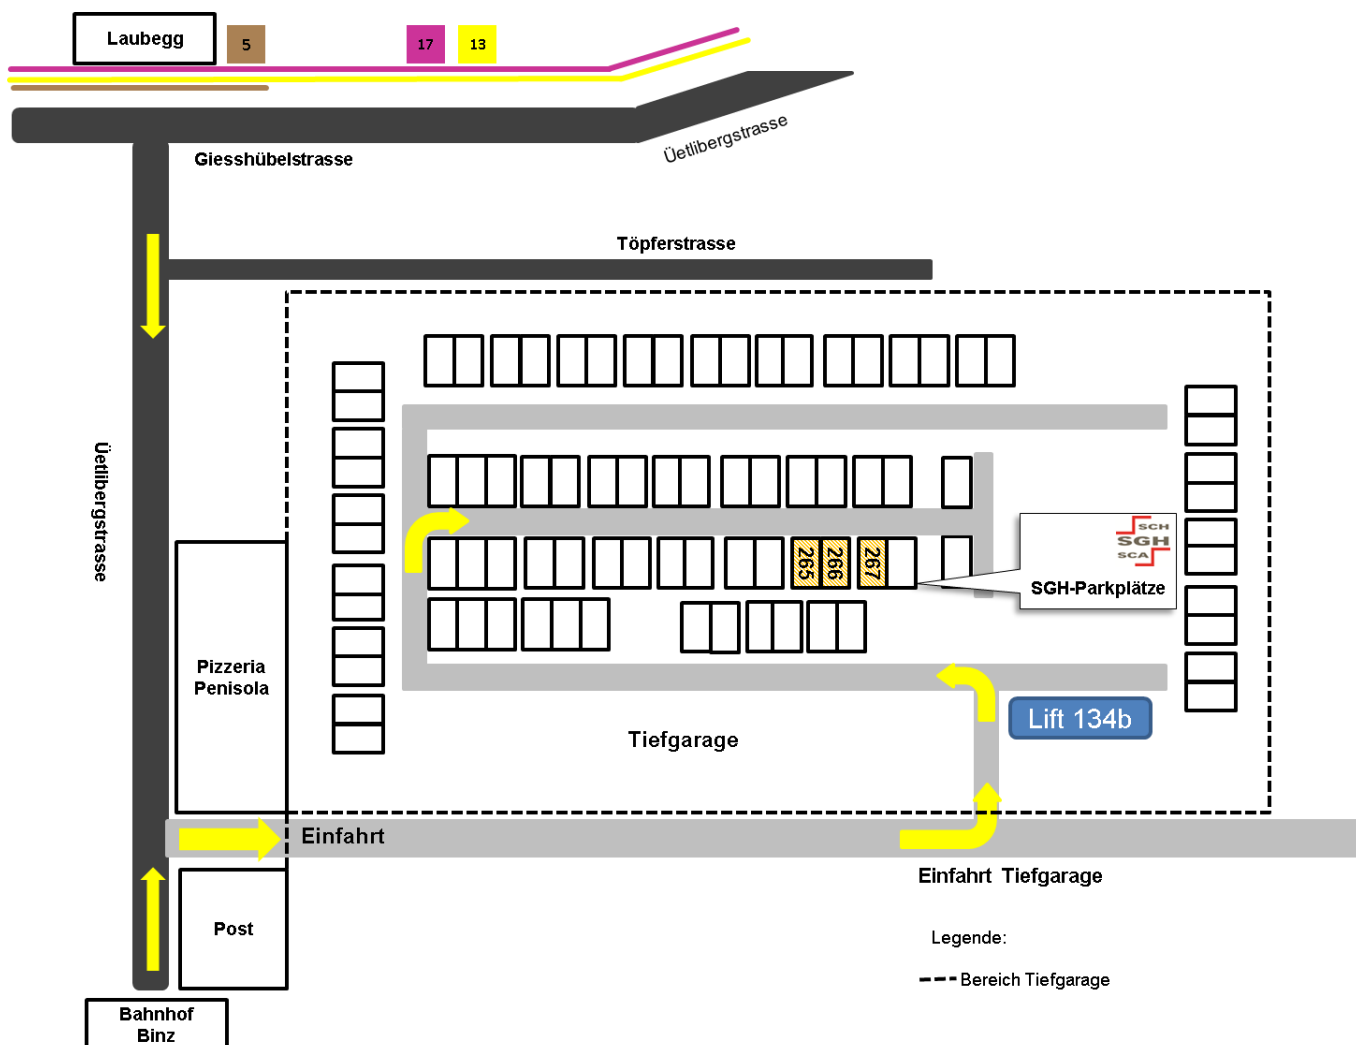 Laubegg
5
17
13
Giesshübelstrasse
Üetlibergstrasse
Töpferstrasse
Üetlibergstrasse
SCH
SGH
SCA
SGH-Parkplätze
265
266
267
Pizzeria
Penisola
Lift 134b
Tiefgarage
Einfahrt
Einfahrt Tiefgarage
Post
Legende:
Bereich Tiefgarage
Bahnhof
Binz